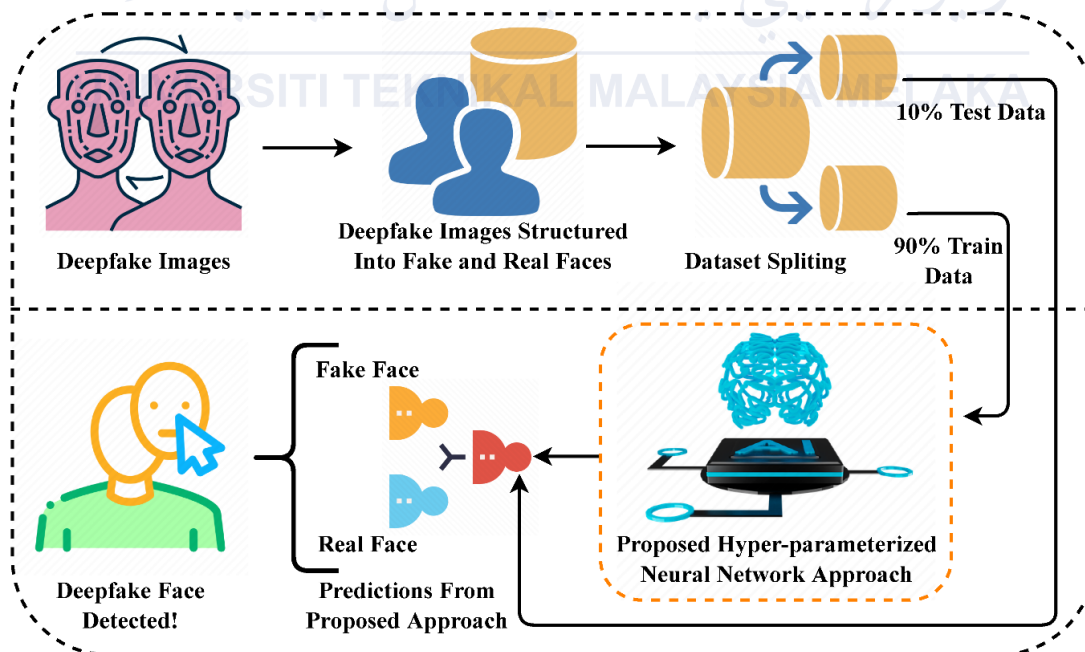 UNIVERSITI TEKNIKAL MALAYSIA MELAKA
10% Test Data
Deepfake Images
Deepfake Images Structured
Into Fake and Real Faces
Dataset Spliting
90% Train
Data
Fake Face
Real Face
Proposed Hyper-parameterized
Neural Network Approach
Predictions From
Proposed Approach
Deepfake Face
Detected!